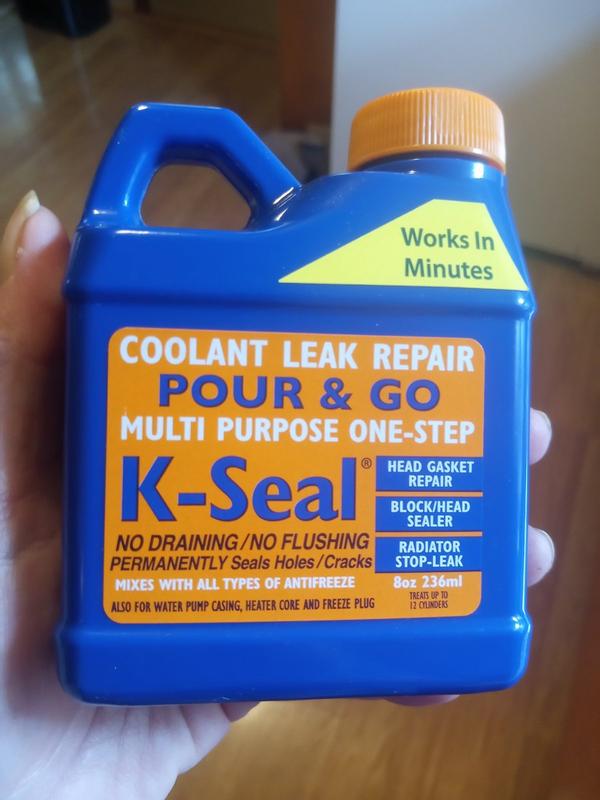 Works In
Minutes
COOLANT LEAK REPAIR
POUR & GO
MULTI PURPOSE ONE-STEP
K-Seal®
HEAD GASKET
REPAIR
BLOCK/HEAD
SEALER
RADIATOR
STOP-LEAK
NO DRAINING/NO FLUSHING
PERMANENTLY Seals Holes/Cracks
MIXES WITH ALL TYPES OF ANTIFREEZE
8oz 236ml
ALSO FOR WATER PUMP CASING, HEATER CORE AND FREEZE PLUG
TREATS UP TO
12 CYLINDERS